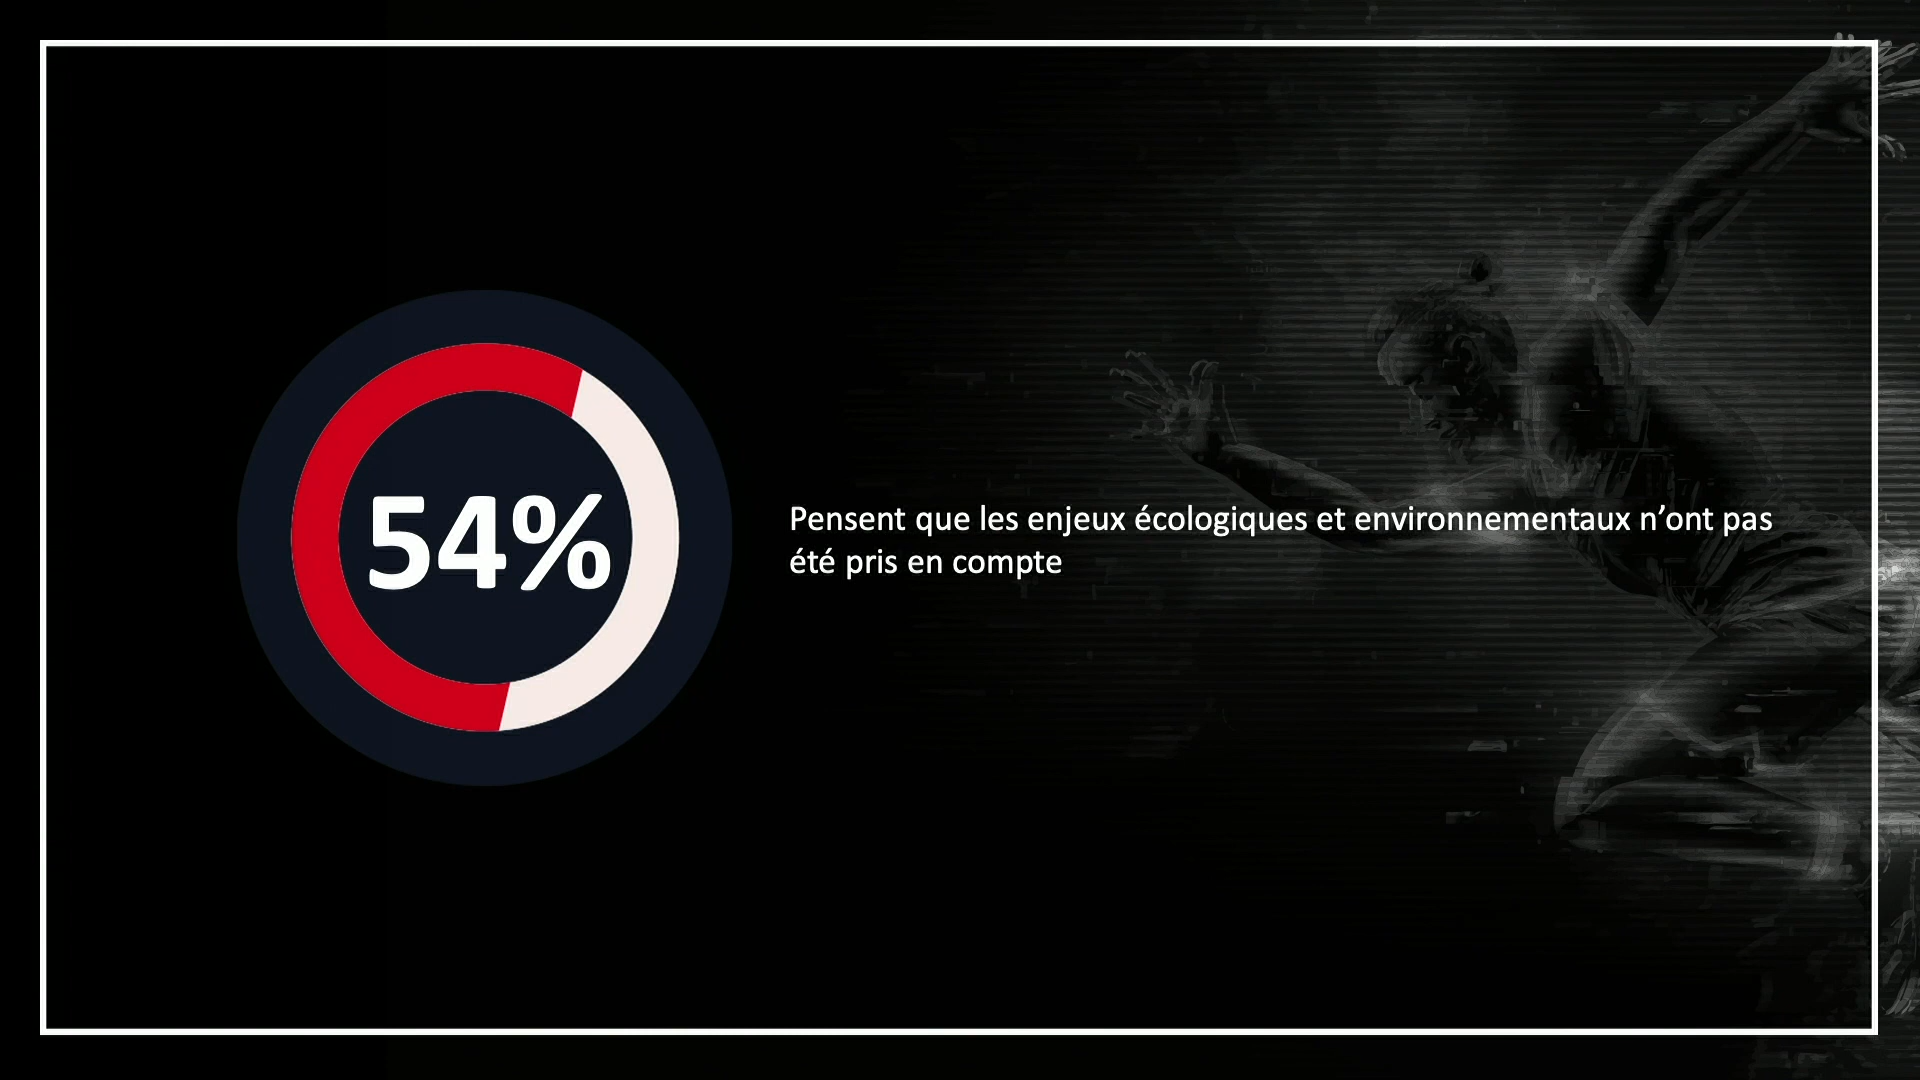 54%
Pensent que les enjeux écologiques et environnementaux n’ont pas
été pris en compte